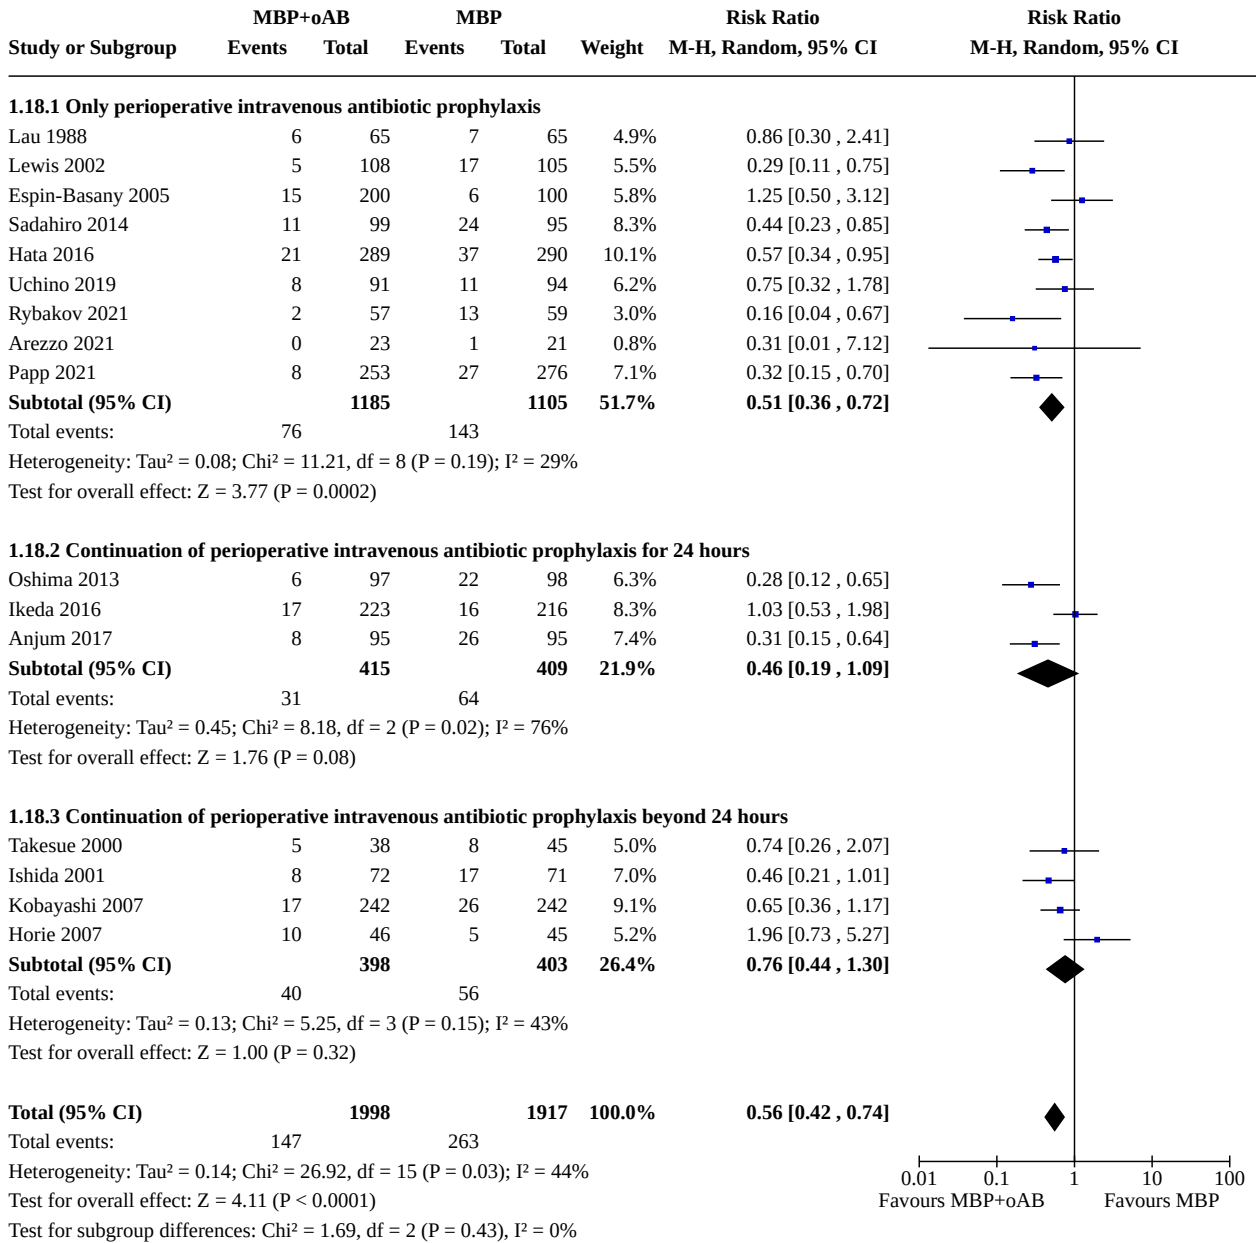 MBP+oAB MBP Risk Ratio Risk Ratio
Study or Subgroup Events Total Events Total Weight M-H, Random, 95% CI M-H, Random, 95% CI
1.18.1 Only perioperative intravenous antibiotic prophylaxis
Lau 1988 6 65 7 65 4.9% 0.86 [0.30 , 2.41]
Lewis 2002 5 108 17 105 5.5% 0.29 [0.11 , 0.75]
Espin-Basany 2005 15 200 6 100 5.8% 1.25 [0.50 , 3.12]
Sadahiro 2014 11 99 24 95 8.3% 0.44 [0.23 , 0.85]
Hata 2016 21 289 37 290 10.1% 0.57 [0.34 , 0.95]
Uchino 2019 8 91 11 94 6.2% 0.75 [0.32 , 1.78]
Rybakov 2021 2 57 13 59 3.0% 0.16 [0.04 , 0.67]
Arezzo 2021 0 23 1 21 0.8% 0.31 [0.01 , 7.12]
Papp 2021 8 253 27 276 7.1% 0.32 [0.15 , 0.70]
Subtotal (95% CI) 1185 1105 51.7% 0.51 [0.36 , 0.72]
Total events: 76 143
Heterogeneity: Tau² = 0.08; Chi² = 11.21, df = 8 (P = 0.19); I² = 29%
Test for overall effect: Z = 3.77 (P = 0.0002)
1.18.2 Continuation of perioperative intravenous antibiotic prophylaxis for 24 hours
Oshima 2013 6 97 22 98 6.3% 0.28 [0.12 , 0.65]
Ikeda 2016 17 223 16 216 8.3% 1.03 [0.53 , 1.98]
Anjum 2017 8 95 26 95 7.4% 0.31 [0.15 , 0.64]
Subtotal (95% CI) 415 409 21.9% 0.46 [0.19 , 1.09]
Total events: 31 64
Heterogeneity: Tau² = 0.45; Chi² = 8.18, df = 2 (P = 0.02); I² = 76%
Test for overall effect: Z = 1.76 (P = 0.08)
1.18.3 Continuation of perioperative intravenous antibiotic prophylaxis beyond 24 hours
Takesue 2000 5 38 8 45 5.0% 0.74 [0.26 , 2.07]
Ishida 2001 8 72 17 71 7.0% 0.46 [0.21 , 1.01]
Kobayashi 2007 17 242 26 242 9.1% 0.65 [0.36 , 1.17]
Horie 2007 10 46 5 45 5.2% 1.96 [0.73 , 5.27]
Subtotal (95% CI) 398 403 26.4% 0.76 [0.44 , 1.30]
Total events: 40 56
Heterogeneity: Tau² = 0.13; Chi² = 5.25, df = 3 (P = 0.15); I² = 43%
Test for overall effect: Z = 1.00 (P = 0.32)
Total (95% CI) 1998 1917 100.0% 0.56 [0.42 , 0.74]
Total events: 147 263
Heterogeneity: Tau² = 0.14; Chi² = 26.92, df = 15 (P = 0.03); I² = 44%
Test for overall effect: Z = 4.11 (P < 0.0001)
Test for subgroup differences: Chi² = 1.69, df = 2 (P = 0.43), I² = 0%
0.01 0.1 1 10 100
Favours MBP+oAB Favours MBP